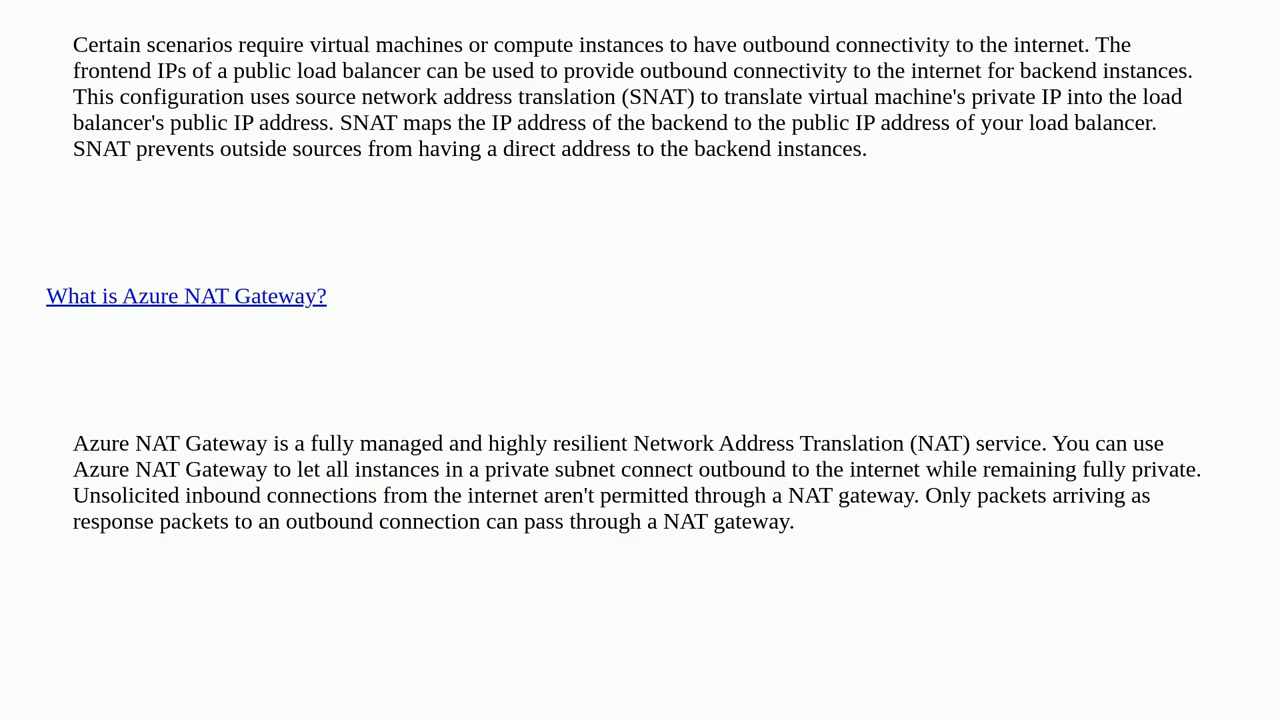 Certain scenarios require virtual machines or compute instances to have outbound connectivity to the internet. The
frontend IPs of a public load balancer can be used to provide outbound connectivity to the internet for backend instances.
This configuration uses source network address translation (SNAT) to translate virtual machine's private IP into the load
balancer's public IP address. SNAT maps the IP address of the backend to the public IP address of your load balancer.
SNAT prevents outside sources from having a direct address to the backend instances.
What is Azure NAT Gateway?
Azure NAT Gateway is a fully managed and highly resilient Network Address Translation (NAT) service. You can use
Azure NAT Gateway to let all instances in a private subnet connect outbound to the internet while remaining fully private.
Unsolicited inbound connections from the internet aren't permitted through a NAT gateway. Only packets arriving as
response packets to an outbound connection can pass through a NAT gateway.